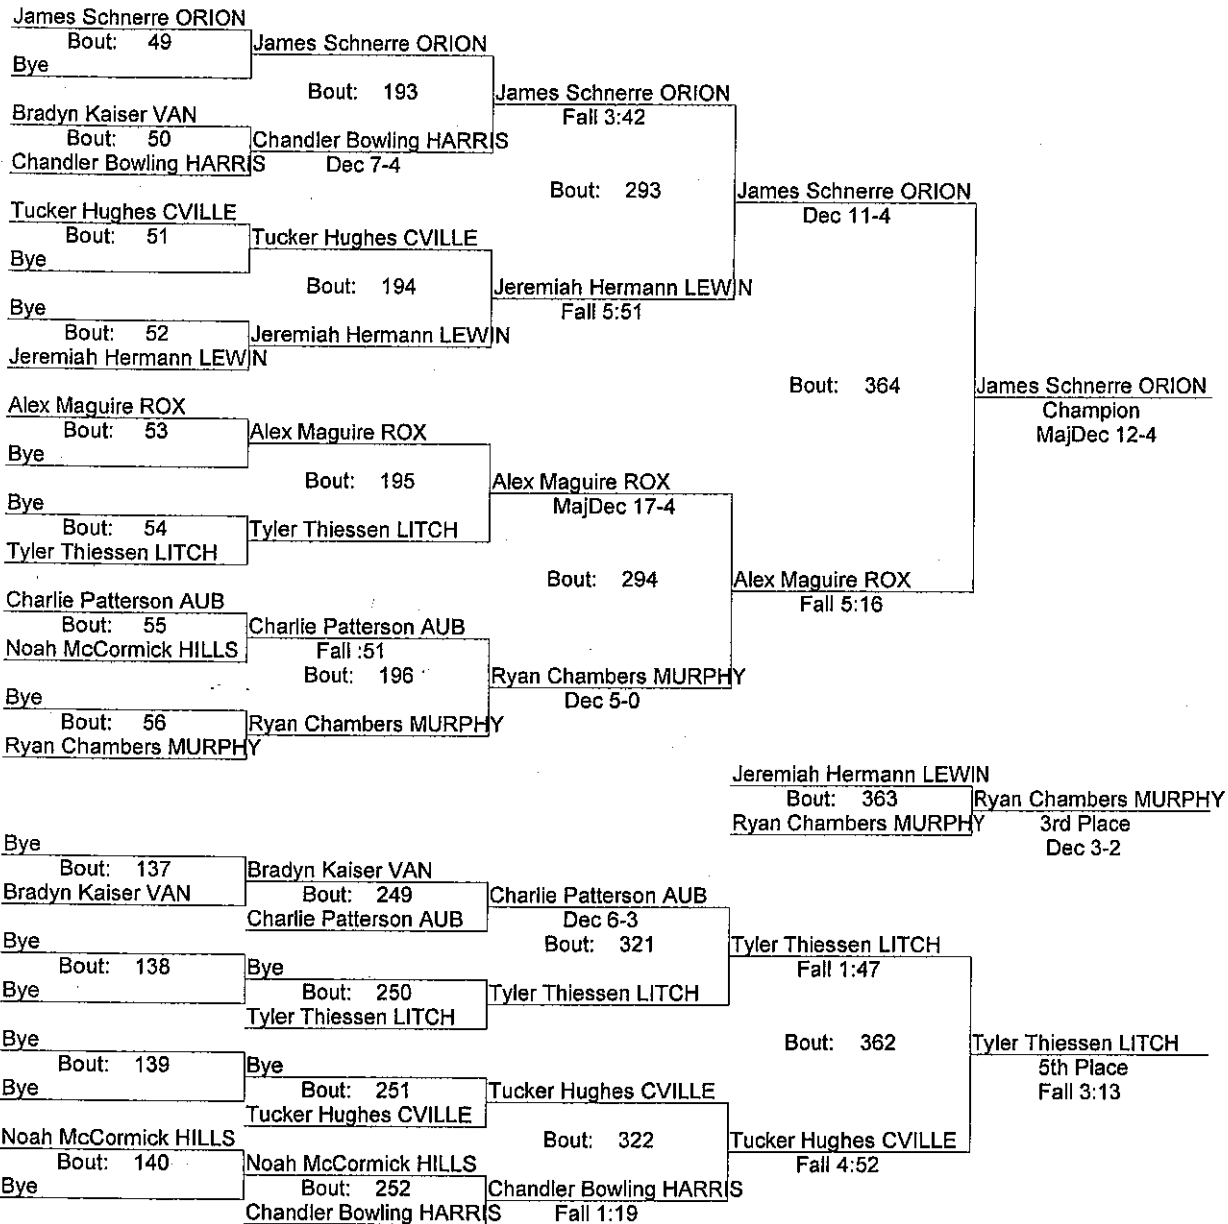 James Schnerre ORION
Bout: 49
Bye
James Schnerre ORION
Bout: 193
Bradyn Kaiser VAN
Bout: 50
Chandler Bowling HARRIS
Chandler Bowling HARRIS
Dec 7-4
James Schnerre ORION
Fall 3:42
Bout: 293
Tucker Hughes CVILLE
Bout: 51
Bye
Tucker Hughes CVILLE
Bout: 194
Bye
Bout: 52
Jeremiah Hermann LEWIN
Jeremiah Hermann LEWIN
Jeremiah Hermann LEWIN
Fall 5:51
James Schnerre ORION
Dec 11-4
Bout: 364
James Schnerre ORION
Champion
MajDec 12-4
Alex Maguire ROX
Bout: 53
Bye
Alex Maguire ROX
Bout: 195
Bye
Bout: 54
Tyler Thiessen LITCH
Tyler Thiessen LITCH
Alex Maguire ROX
MajDec 17-4
Bout: 294
Alex Maguire ROX
Fall 5:16
Charlie Patterson AUB
Bout: 55
Noah McCormick HILLS
Charlie Patterson AUB
Fall :51
Bout: 196
Bye
Bout: 56
Ryan Chambers MURPHY
Ryan Chambers MURPHY
Ryan Chambers MURPHY
Dec 5-0
Jeremiah Hermann LEWIN
Bout: 363
Ryan Chambers MURPHY
Ryan Chambers MURPHY
3rd Place
Dec 3-2
Bye
Bout: 137
Bradyn Kaiser VAN
Bradyn Kaiser VAN
Bout: 249
Charlie Patterson AUB
Charlie Patterson AUB
Dec 6-3
Bout: 321
Bye
Bout: 138
Bye
Bye
Bout: 250
Tyler Thiessen LITCH
Tyler Thiessen LITCH
Tyler Thiessen LITCH
Fall 1:47
Bout: 362
Tyler Thiessen LITCH
5th Place
Fall 3:13
Bye
Bout: 139
Bye
Bye
Bout: 251
Tucker Hughes CVILLE
Tucker Hughes CVILLE
Bout: 322
Tucker Hughes CVILLE
Fall 4:52
Noah McCormick HILLS
Bout: 140
Bye
Noah McCormick HILLS
Bout: 252
Chandler Bowling HARRIS
Chandler Bowling HARRIS
Fall 1:19